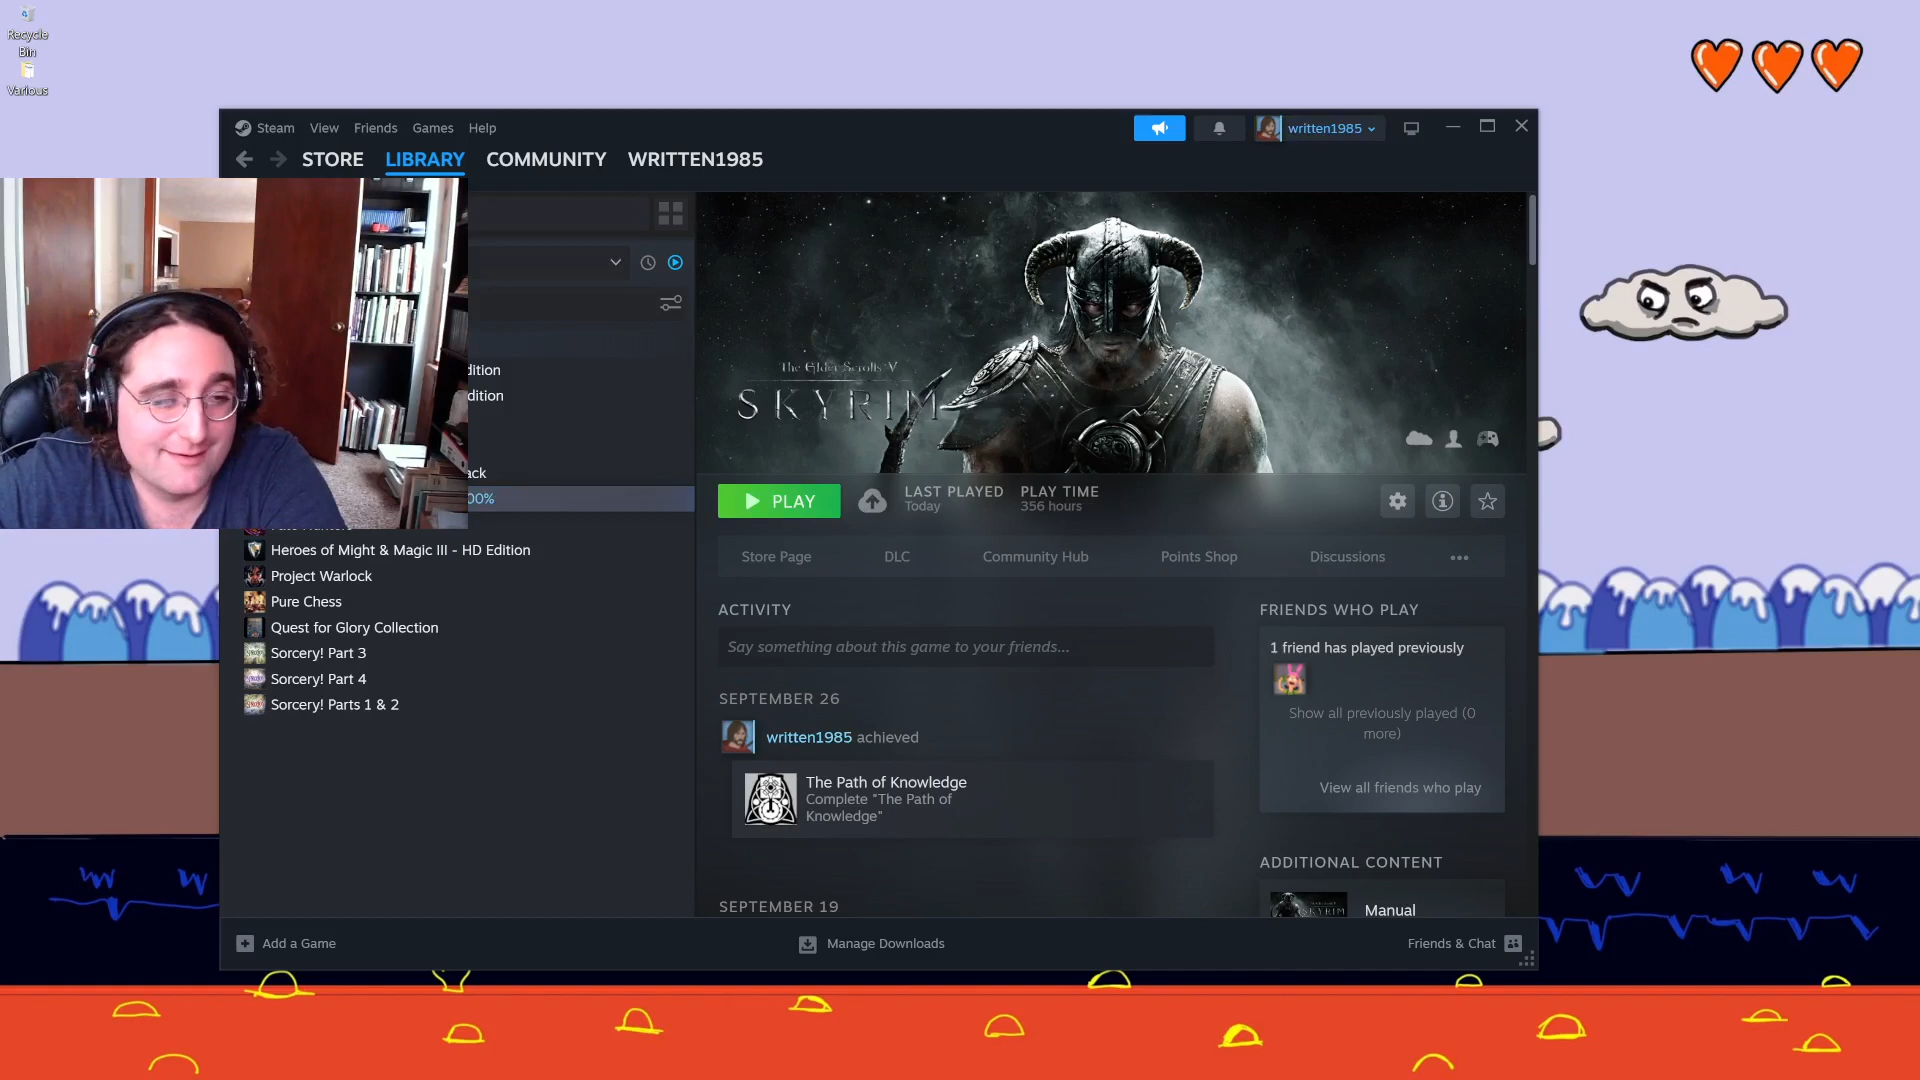 Recycle
Bin
Various
Steam View Friends Games Help
written1985
STORE LIBRARY COMMUNITY WRITTEN1985
dition
dition
ack
00%
Heroes of Might & Magic III - HD Edition
Project Warlock
Pure Chess
Quest for Glory Collection
Sorcery! Part 3
Sorcery! Part 4
Sorcery! Parts 1 & 2
The Elder Scrolls V
SKYRIM
PLAY
LAST PLAYED
Today
PLAY TIME
356 hours
Store Page DLC Community Hub Points Shop Discussions
ACTIVITY
Say something about this game to your friends...
SEPTEMBER 26
written1985 achieved
The Path of Knowledge
Complete "The Path of
Knowledge"
SEPTEMBER 19
FRIENDS WHO PLAY
1 friend has played previously
Show all previously played (0
more)
View all friends who play
ADDITIONAL CONTENT
SKYRIM
Manual
Add a Game
Manage Downloads
Friends & Chat